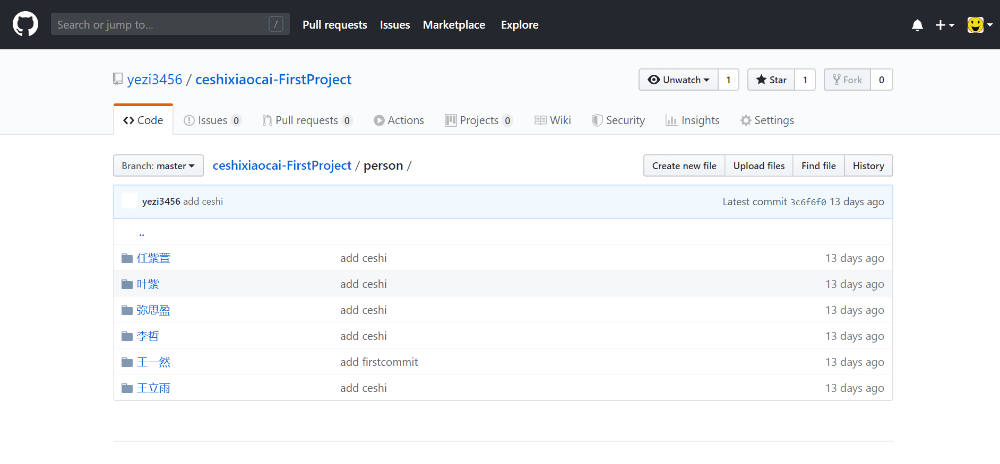 Search or jump to... / Pull requests Issues Marketplace Explore
yezi3456 / ceshixiaocai-FirstProject Unwatch 1 Star 1 Fork 0
Code Issues 0 Pull requests 0 Actions Projects 0 Wiki Security Insights Settings
Branch: master ceshixiaocai-FirstProject / person / Create new file Upload files Find file History
yezi3456 add ceshi Latest commit 3c6f6f0 13 days ago
..
任紫萱 add ceshi 13 days ago
叶紫 add ceshi 13 days ago
弥思盈 add ceshi 13 days ago
李哲 add ceshi 13 days ago
王一然 add firstcommit 13 days ago
王立雨 add ceshi 13 days ago